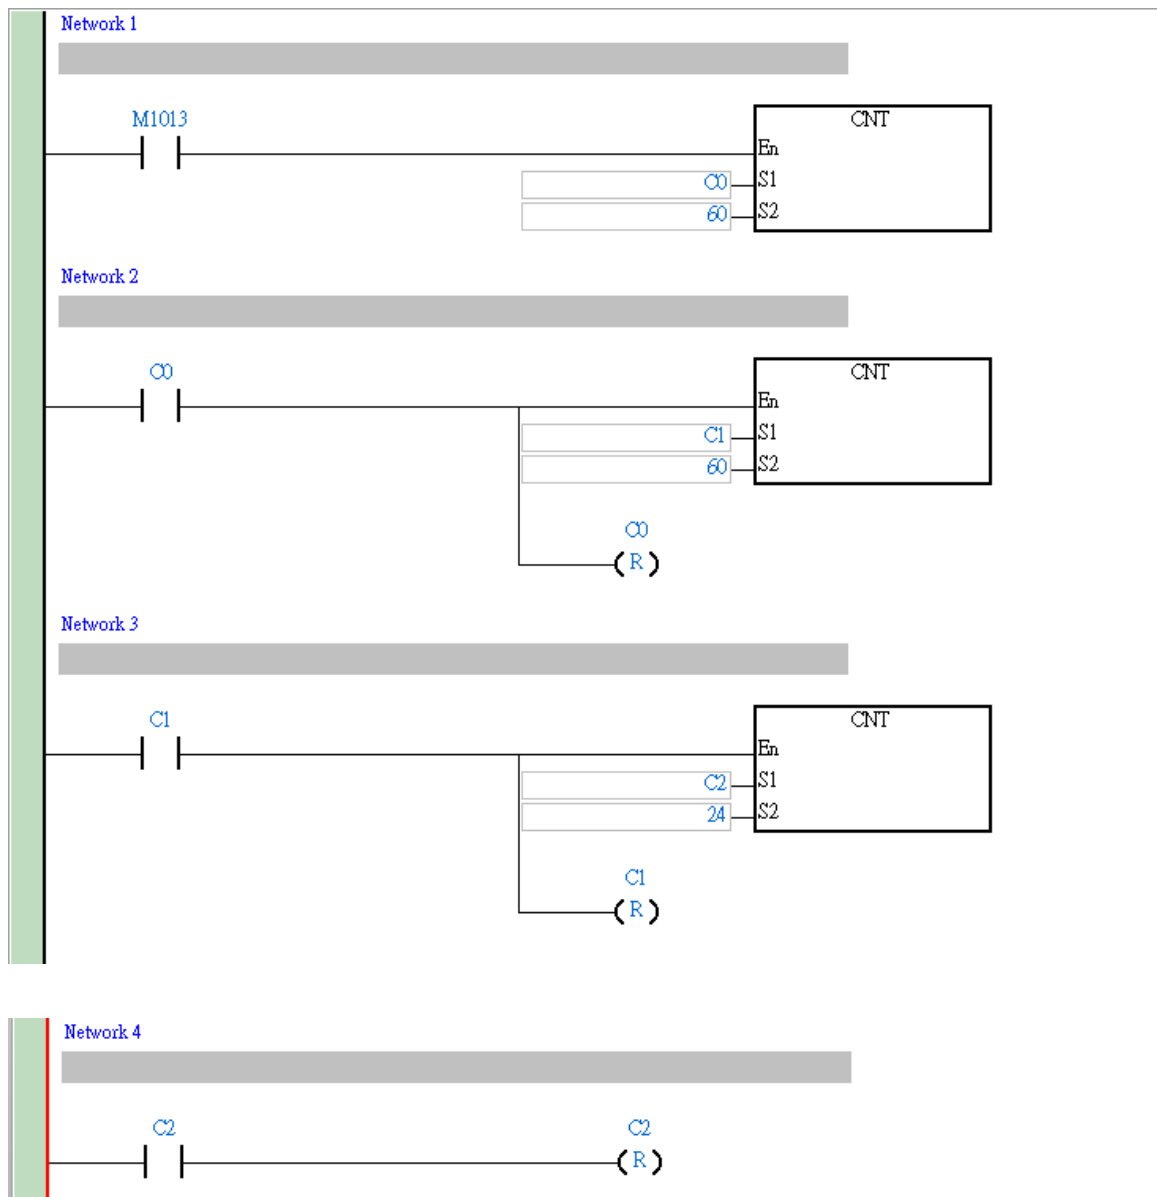 Network 1
M1013
CNT
En
C0 S1
60 S2
Network 2
C0
CNT
En
C1 S1
60 S2
C0
R
Network 3
C1
CNT
En
C2 S1
24 S2
C1
R
Network 4
C2 C2
R